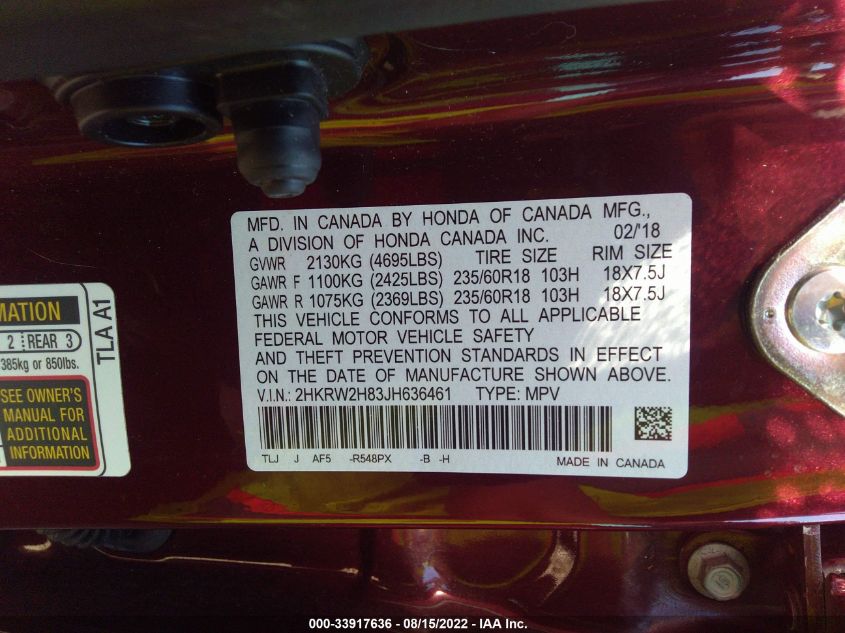 MFD. IN CANADA BY HONDA OF CANADA MFG.,
A DIVISION OF HONDA CANADA INC. 02/'18
GVWR 2130KG (4695LBS) TIRE SIZE RIM SIZE
GAWR F 1100KG (2425LBS) 235/60R18 103H 18X7.5J
GAWR R 1075KG (2369LBS) 235/60R18 103H 18X7.5J
THIS VEHICLE CONFORMS TO ALL APPLICABLE
FEDERAL MOTOR VEHICLE SAFETY
AND THEFT PREVENTION STANDARDS IN EFFECT
ON THE DATE OF MANUFACTURE SHOWN ABOVE.
V.I.N.: 2HKRW2H83JH636461 TYPE: MPV
TLJ J AF5 -R548PX -B -H MADE IN CANADA
MATION
2 REAR 3
385kg or 850lbs.
SEE OWNER'S
MANUAL FOR
ADDITIONAL
INFORMATION
TLA A1
000-33917636 - 08/15/2022 - IAA Inc.